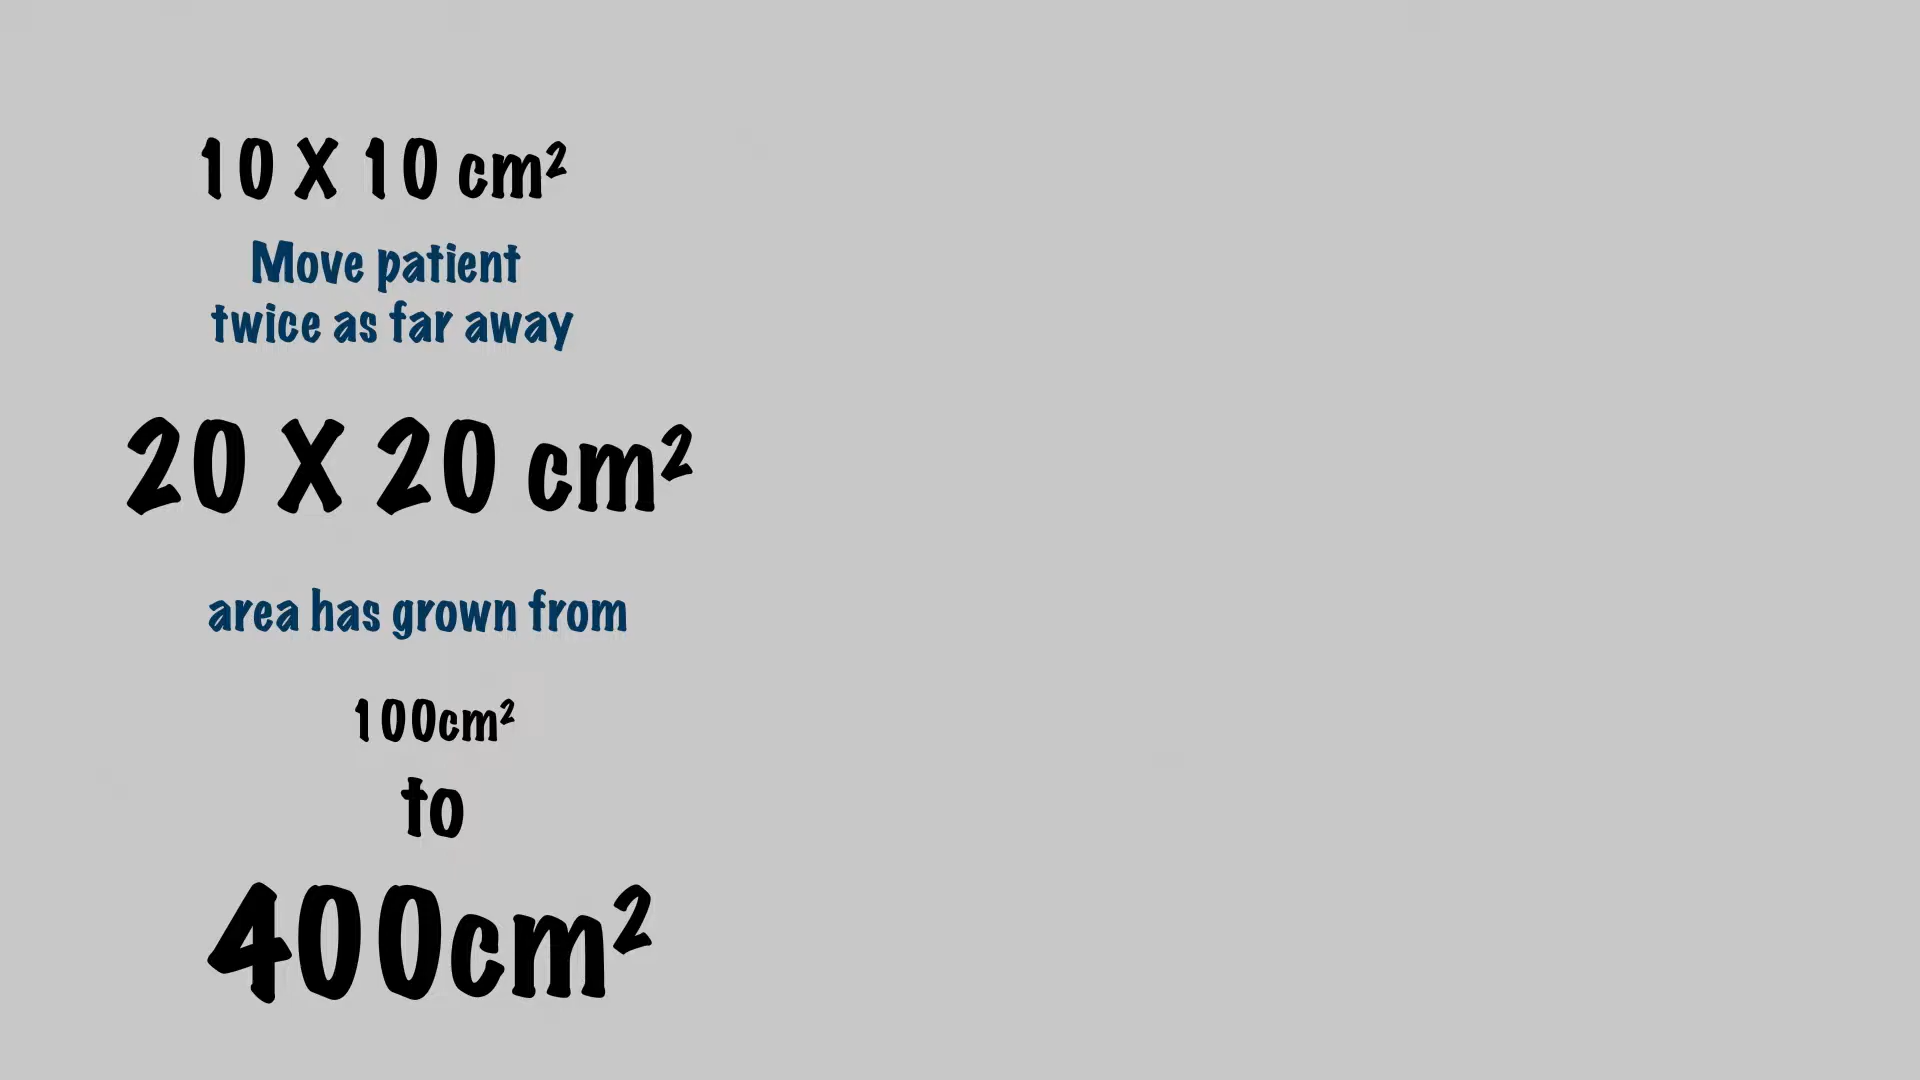 10 X 10 cm²
Move patient
twice as far away
20 X 20 cm²
area has grown from
100cm²
to
400cm²